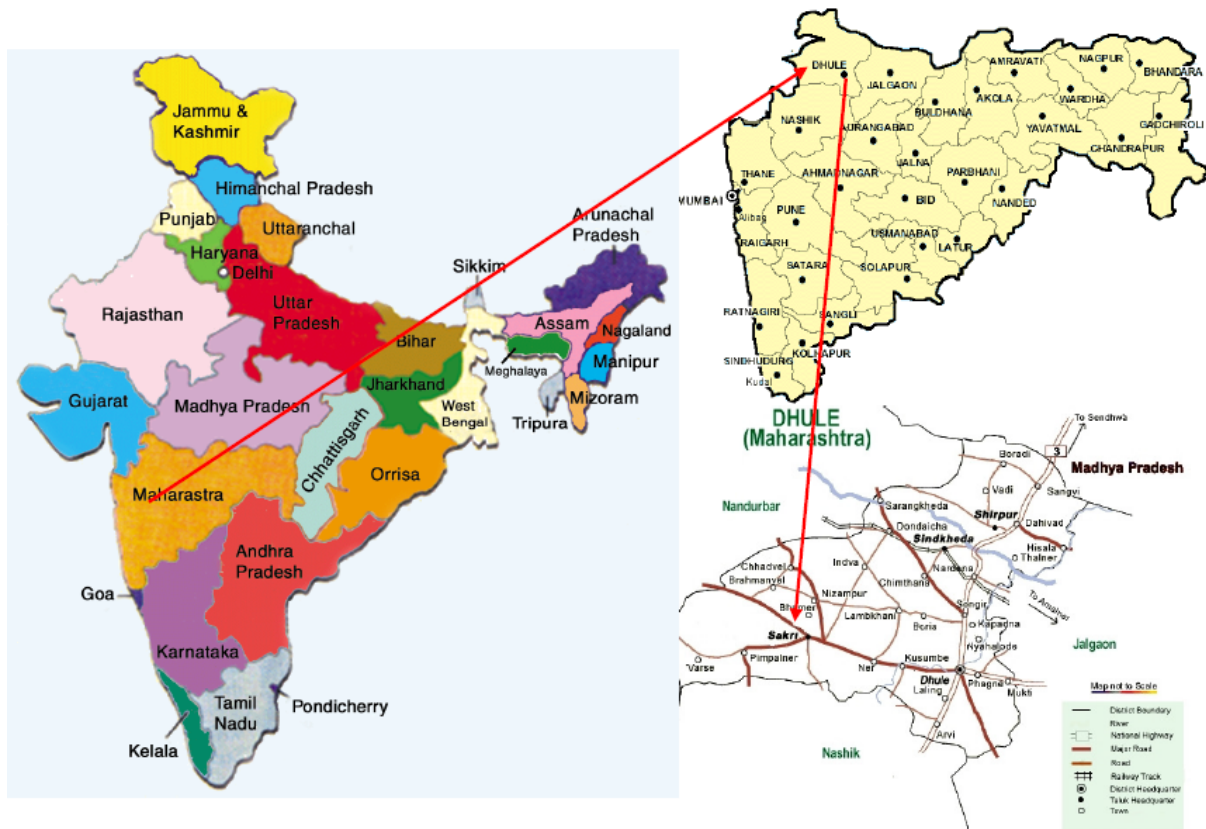 Jammu &
Kashmir
Himanchal Pradesh
Punjab
Uttaranchal
Haryana
Delhi
Rajasthan
Uttar
Pradesh
Sikkim
Arunachal
Pradesh
Assam
Nagaland
Meghalaya
Manipur
Bihar
Jharkhand
Gujarat
Madhya Pradesh
West
Bengal
Tripura
Mizoram
Chhattisgarh
Orrisa
Maharastra
Andhra
Pradesh
Goa
Karnataka
Tamil
Nadu
Pondicherry
Kelala
DHULE
JALGAON
AMRAVATI
NAGPUR
BHANDARA
BULDHANA
AKOLA
WARDHA
NASHIK
AURANGABAD
YAVATMAL
GADCHIROLI
CHANDRAPUR
JALNA
THANE
AHMADNAGAR
PARBHANI
MUMBAI
Alibag
PUNE
BID
NANDED
RAIGARH
USMANABAD
LATUR
SATARA
SOLAPUR
RATNAGIRI
SANGLI
KOLHAPUR
SINDHUDURG
Kudal
DHULE
(Maharashtra)
To Sendhwa
3
Boradi
Madhya Pradesh
Vadi
Sangvi
Nandurbar
Sarangkheda
Shirpur
Dondaicha
Dahivad
Sindkheda
Hisala
Thalner
Chhadvel
Indva
Nardana
Brahmanvel
Chimthana
Nizampur
To Amalner
Bhamer
Lambkhani
Songir
Boria
Kapadna
Sakri
Nyahalode
Jalgaon
Pimpalner
Kusumbe
Varse
Ner
Dhule
Phagne
Laling
Mukti
Arvi
Nashik
Map not to Scale
District Boundary
River
National Highway
Major Road
Road
Railway Track
District Headquarter
Taluk Headquarter
Town